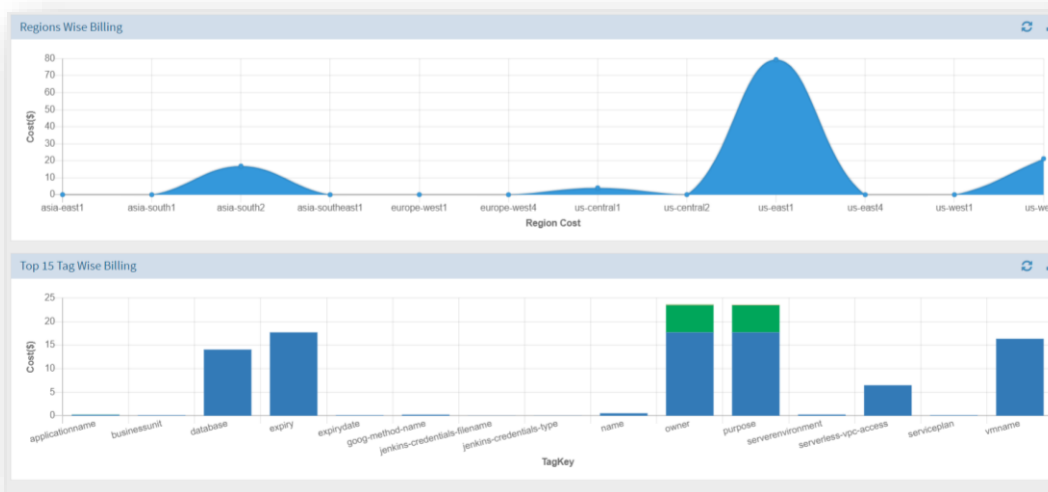 Regions Wise Billing
80
70
60
50
40
30
20
10
0
Cost($)
asia-east1 asia-south1 asia-south2 asia-southeast1 europe-west1 europe-west4 us-central1 us-central2 us-east1 us-east4 us-west1
Region Cost
Top 15 Tag Wise Billing
25
20
15
10
5
0
Cost($)
applicationname businessunit database expiry expirydate goog-method-name jenkins-credentials-filename jenkins-credentials-type name owner purpose serverenvironment serverless-vpc-access serviceplan vmname
TagKey